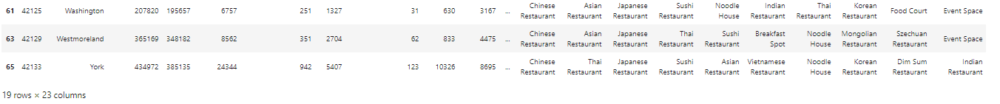 61 42125 Washington 207820 195657 6757 251 1327 31 630 3167 ... Chinese Restaurant Asian Restaurant Japanese Restaurant Sushi Restaurant Noodle House Indian Restaurant Thai Restaurant Korean Restaurant Food Court Event Space
63 42129 Westmoreland 365169 348182 8562 351 2704 62 833 4475 ... Chinese Restaurant Asian Restaurant Japanese Restaurant Thai Restaurant Sushi Restaurant Breakfast Spot Noodle House Mongolian Restaurant Szechuan Restaurant Event Space
65 42133 York 434972 385135 24344 942 5407 123 10326 8695 ... Chinese Restaurant Thai Restaurant Japanese Restaurant Sushi Restaurant Asian Restaurant Vietnamese Restaurant Noodle House Korean Restaurant Dim Sum Restaurant Indian Restaurant
19 rows × 23 columns